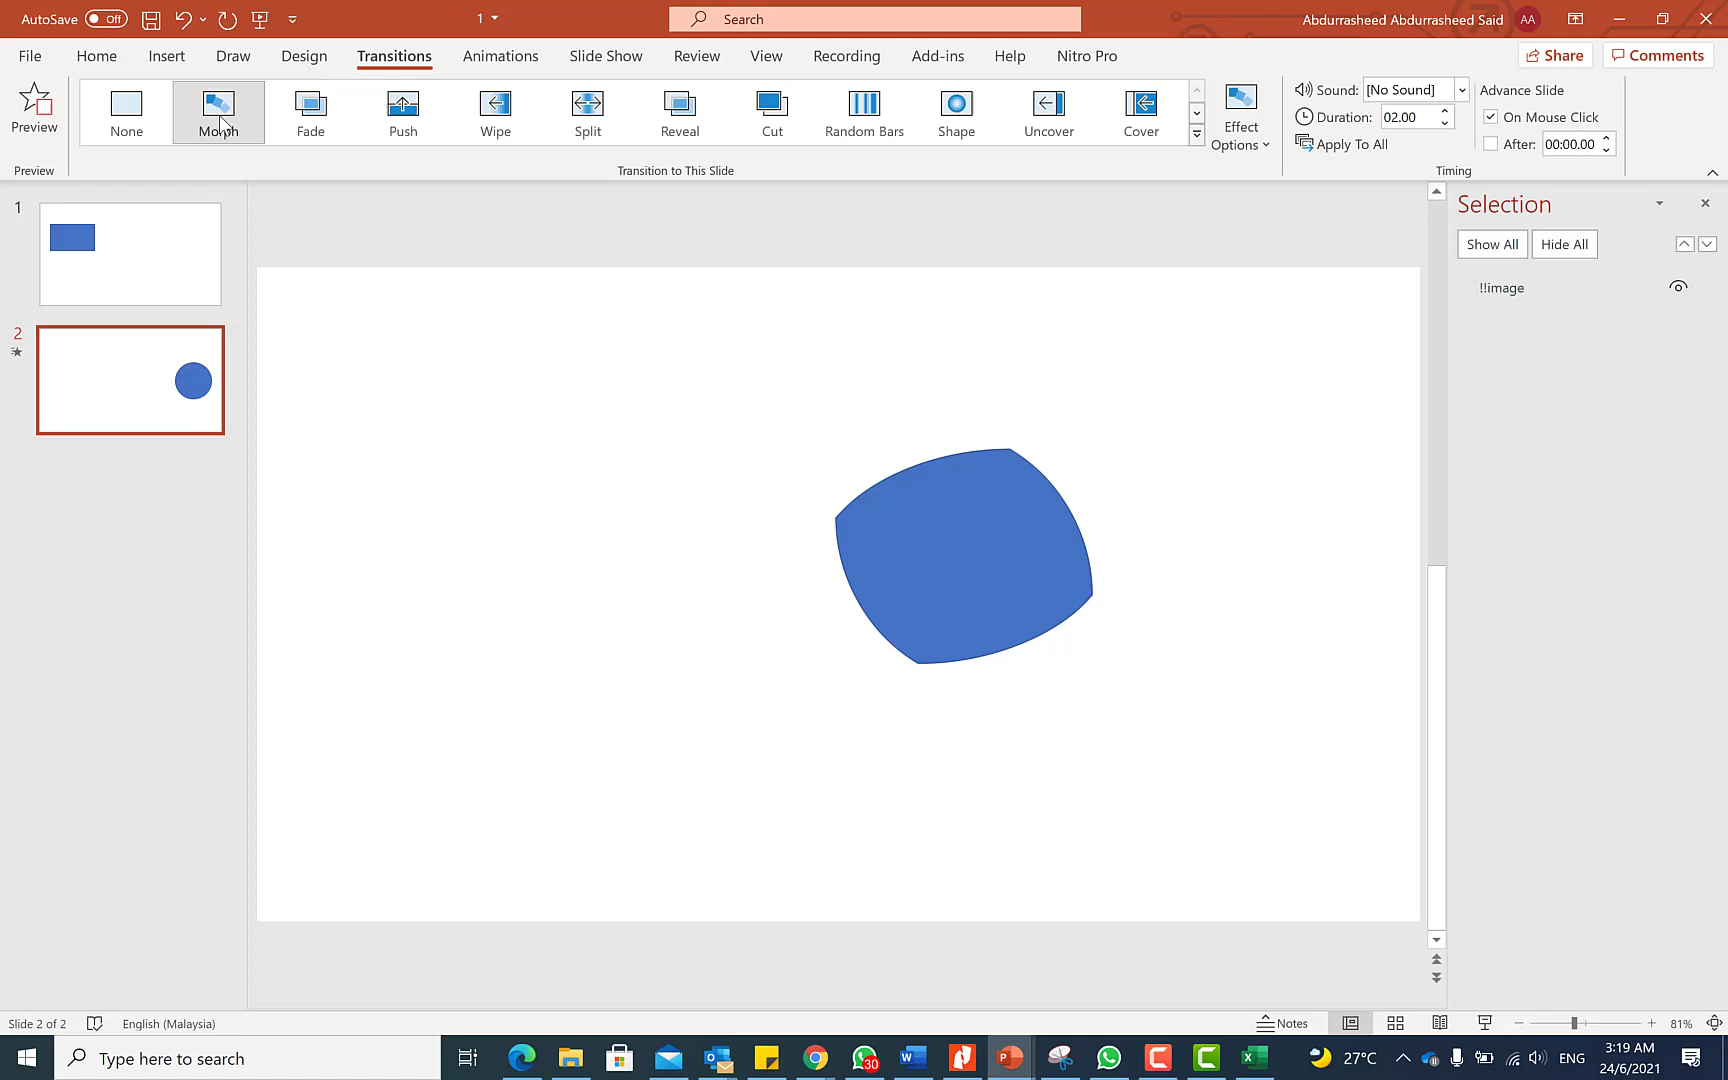 AutoSave Off 1 Search Abdurrasheed Abdurrasheed Said AA
File Home Insert Draw Design Transitions Animations Slide Show Review View Recording Add-ins Help Nitro Pro Share Comments
Preview
None Morph Fade Push Wipe Split Reveal Cut Random Bars Shape Uncover Cover
Effect
Options
Sound: [No Sound]
Duration: 02.00
Apply To All
Advance Slide
On Mouse Click
After: 00:00.00
Preview Transition to This Slide Timing
1
2
Selection
Show All Hide All
!!image
Slide 2 of 2 English (Malaysia) Notes 81%
Type here to search 30 27°C ENG
3:19 AM
24/6/2021